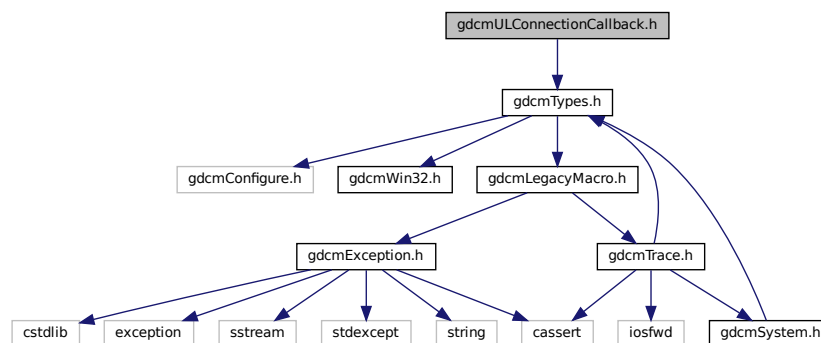 gdcmULConnectionCallback.h
gdcmTypes.h
gdcmConfigure.h
gdcmWin32.h
gdcmLegacyMacro.h
gdcmException.h
gdcmTrace.h
cstdlib
exception
sstream
stdexcept
string
cassert
iosfwd
gdcmSystem.h